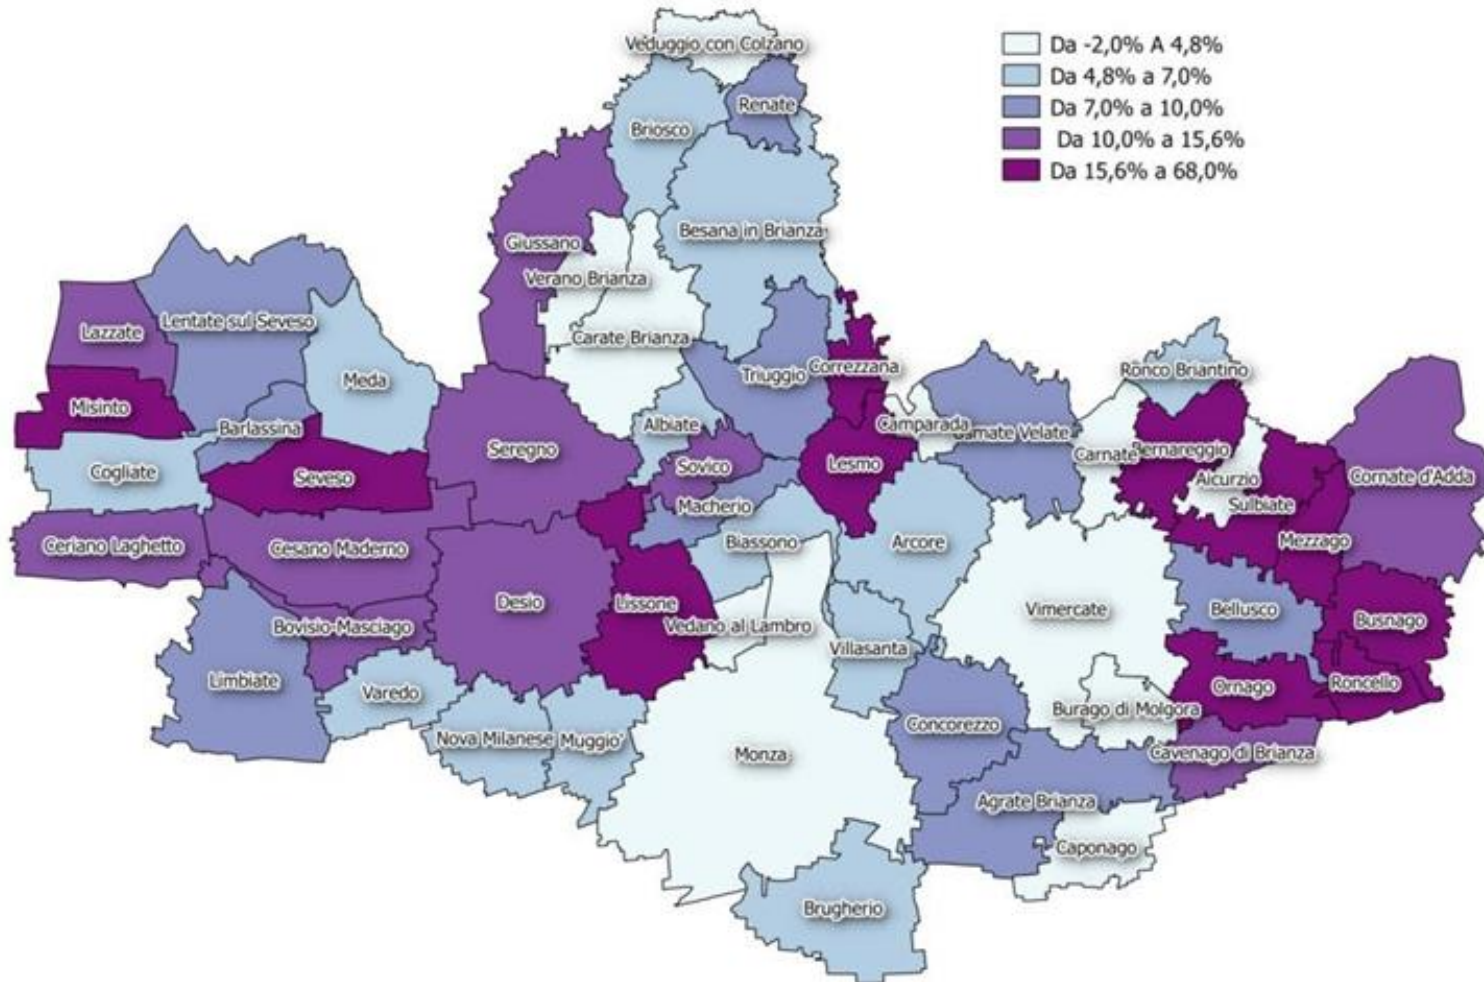 Veduggio con Colzano
Da -2,0% A 4,8%
Da 4,8% a 7,0%
Da 7,0% a 10,0%
Da 10,0% a 15,6%
Da 15,6% a 68,0%
Renate
Briosco
Besana in Brianza
Giussano
Verano Brianza
Carate Brianza
Lazzate
Lentate sul Seveso
Meda
Misinto
Barlassina
Cogliate
Seveso
Seregno
Albiate
Triuggio
Correzzana
Ronco Briantino
Camparada
Usmate Velate
Carnate
Bernareggio
Aicurzio
Sulbiate
Cornate d'Adda
Sovico
Lesmo
Macherio
Biassono
Arcore
Mezzago
Ceriano Laghetto
Cesano Maderno
Desio
Lissone
Vedano al Lambro
Vimercate
Bellusco
Busnago
Bovisio-Masciago
Villasanta
Limbiate
Varedo
Ornago
Roncello
Burago di Molgora
Concorezzo
Nova Milanese
Muggio'
Monza
Cavenago di Brianza
Agrate Brianza
Caponago
Brugherio